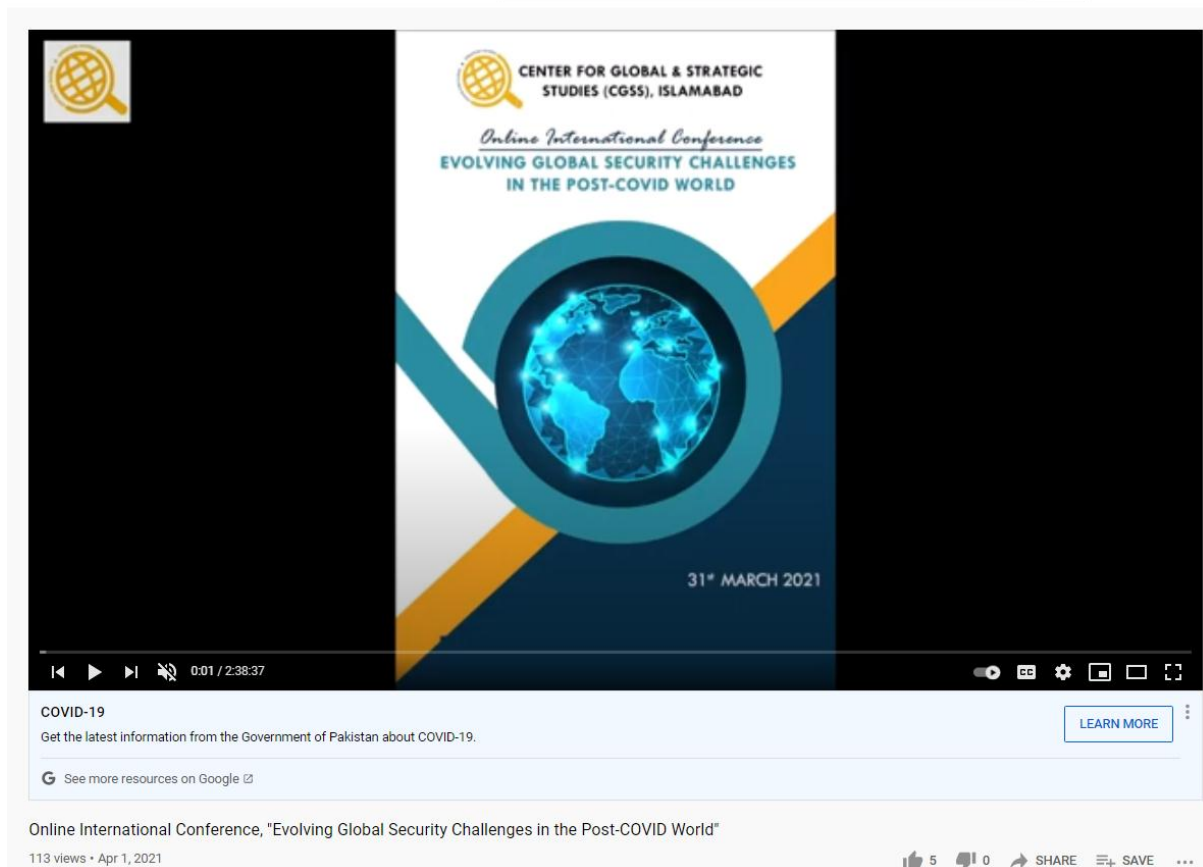 CENTER FOR GLOBAL & STRATEGIC
STUDIES (CGSS), ISLAMABAD
Online International Conference
EVOLVING GLOBAL SECURITY CHALLENGES
IN THE POST-COVID WORLD
31st MARCH 2021
0:01 / 2:38:37
CC
COVID-19
Get the latest information from the Government of Pakistan about COVID-19.
LEARN MORE
G See more resources on Google
Online International Conference, "Evolving Global Security Challenges in the Post-COVID World"
113 views • Apr 1, 2021
5 0 SHARE SAVE ...